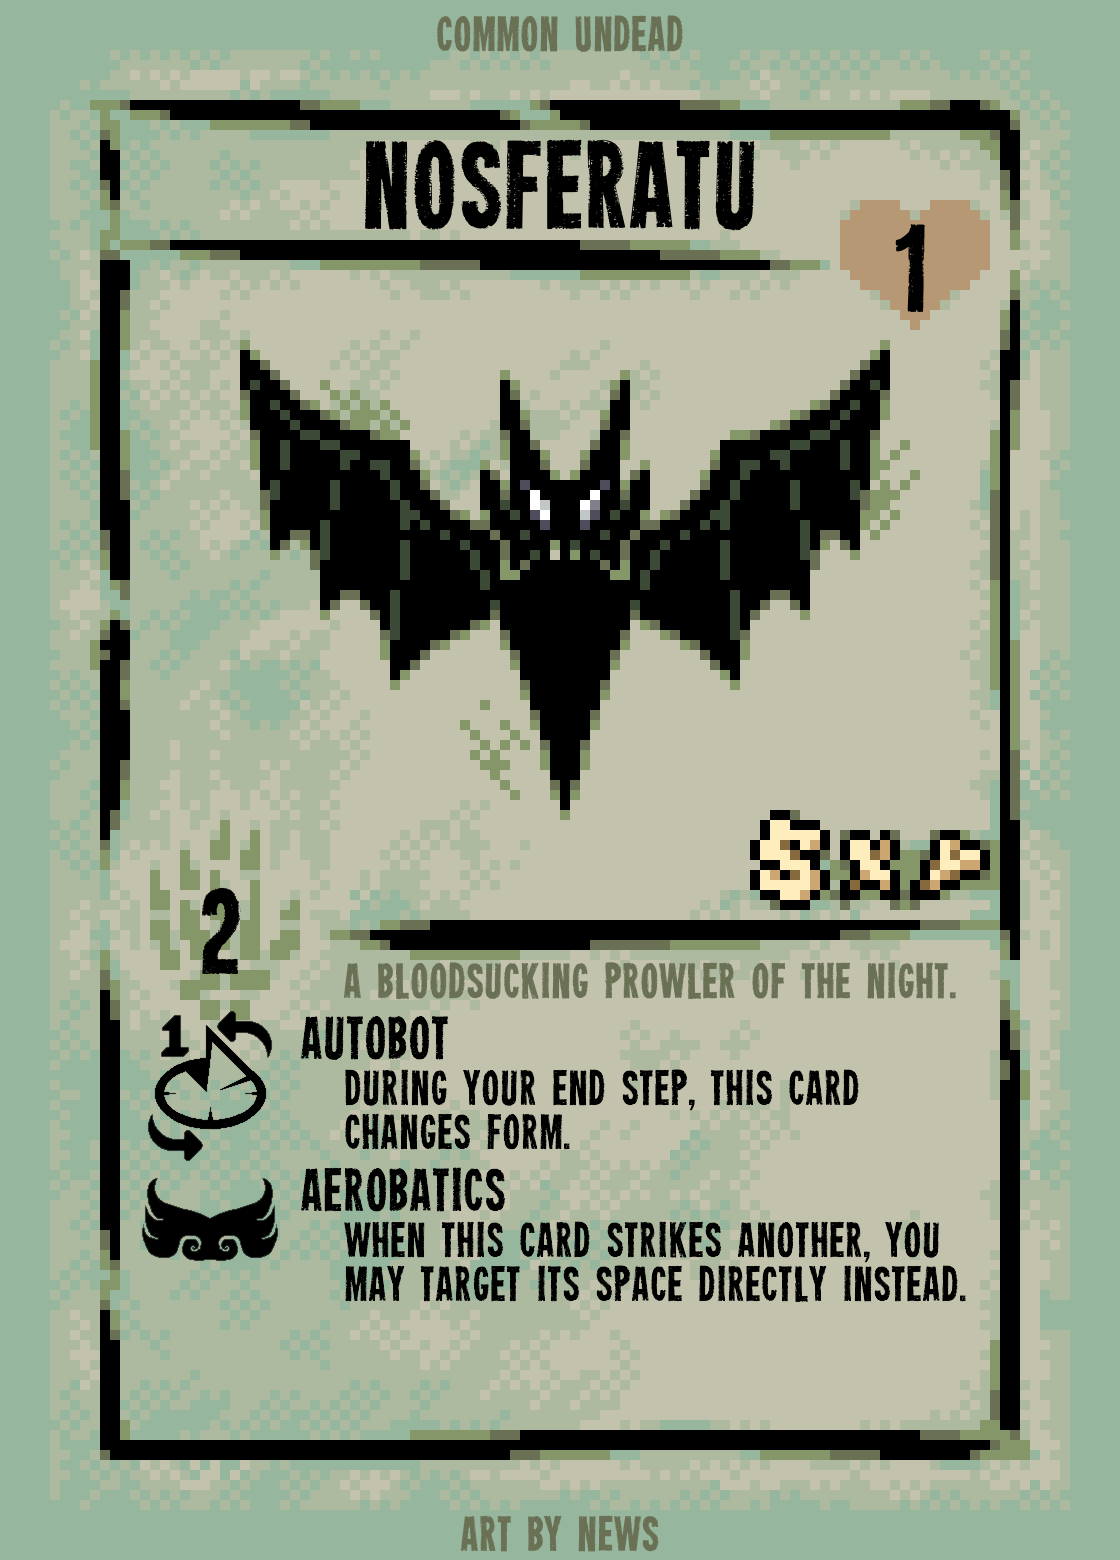 COMMON UNDEAD
NOSFERATU
1
5 X
2
A BLOODSUCKING PROWLER OF THE NIGHT.
1
AUTOBOT
DURING YOUR END STEP, THIS CARD
CHANGES FORM.
AEROBATICS
WHEN THIS CARD STRIKES ANOTHER, YOU
MAY TARGET ITS SPACE DIRECTLY INSTEAD.
ART BY NEWS